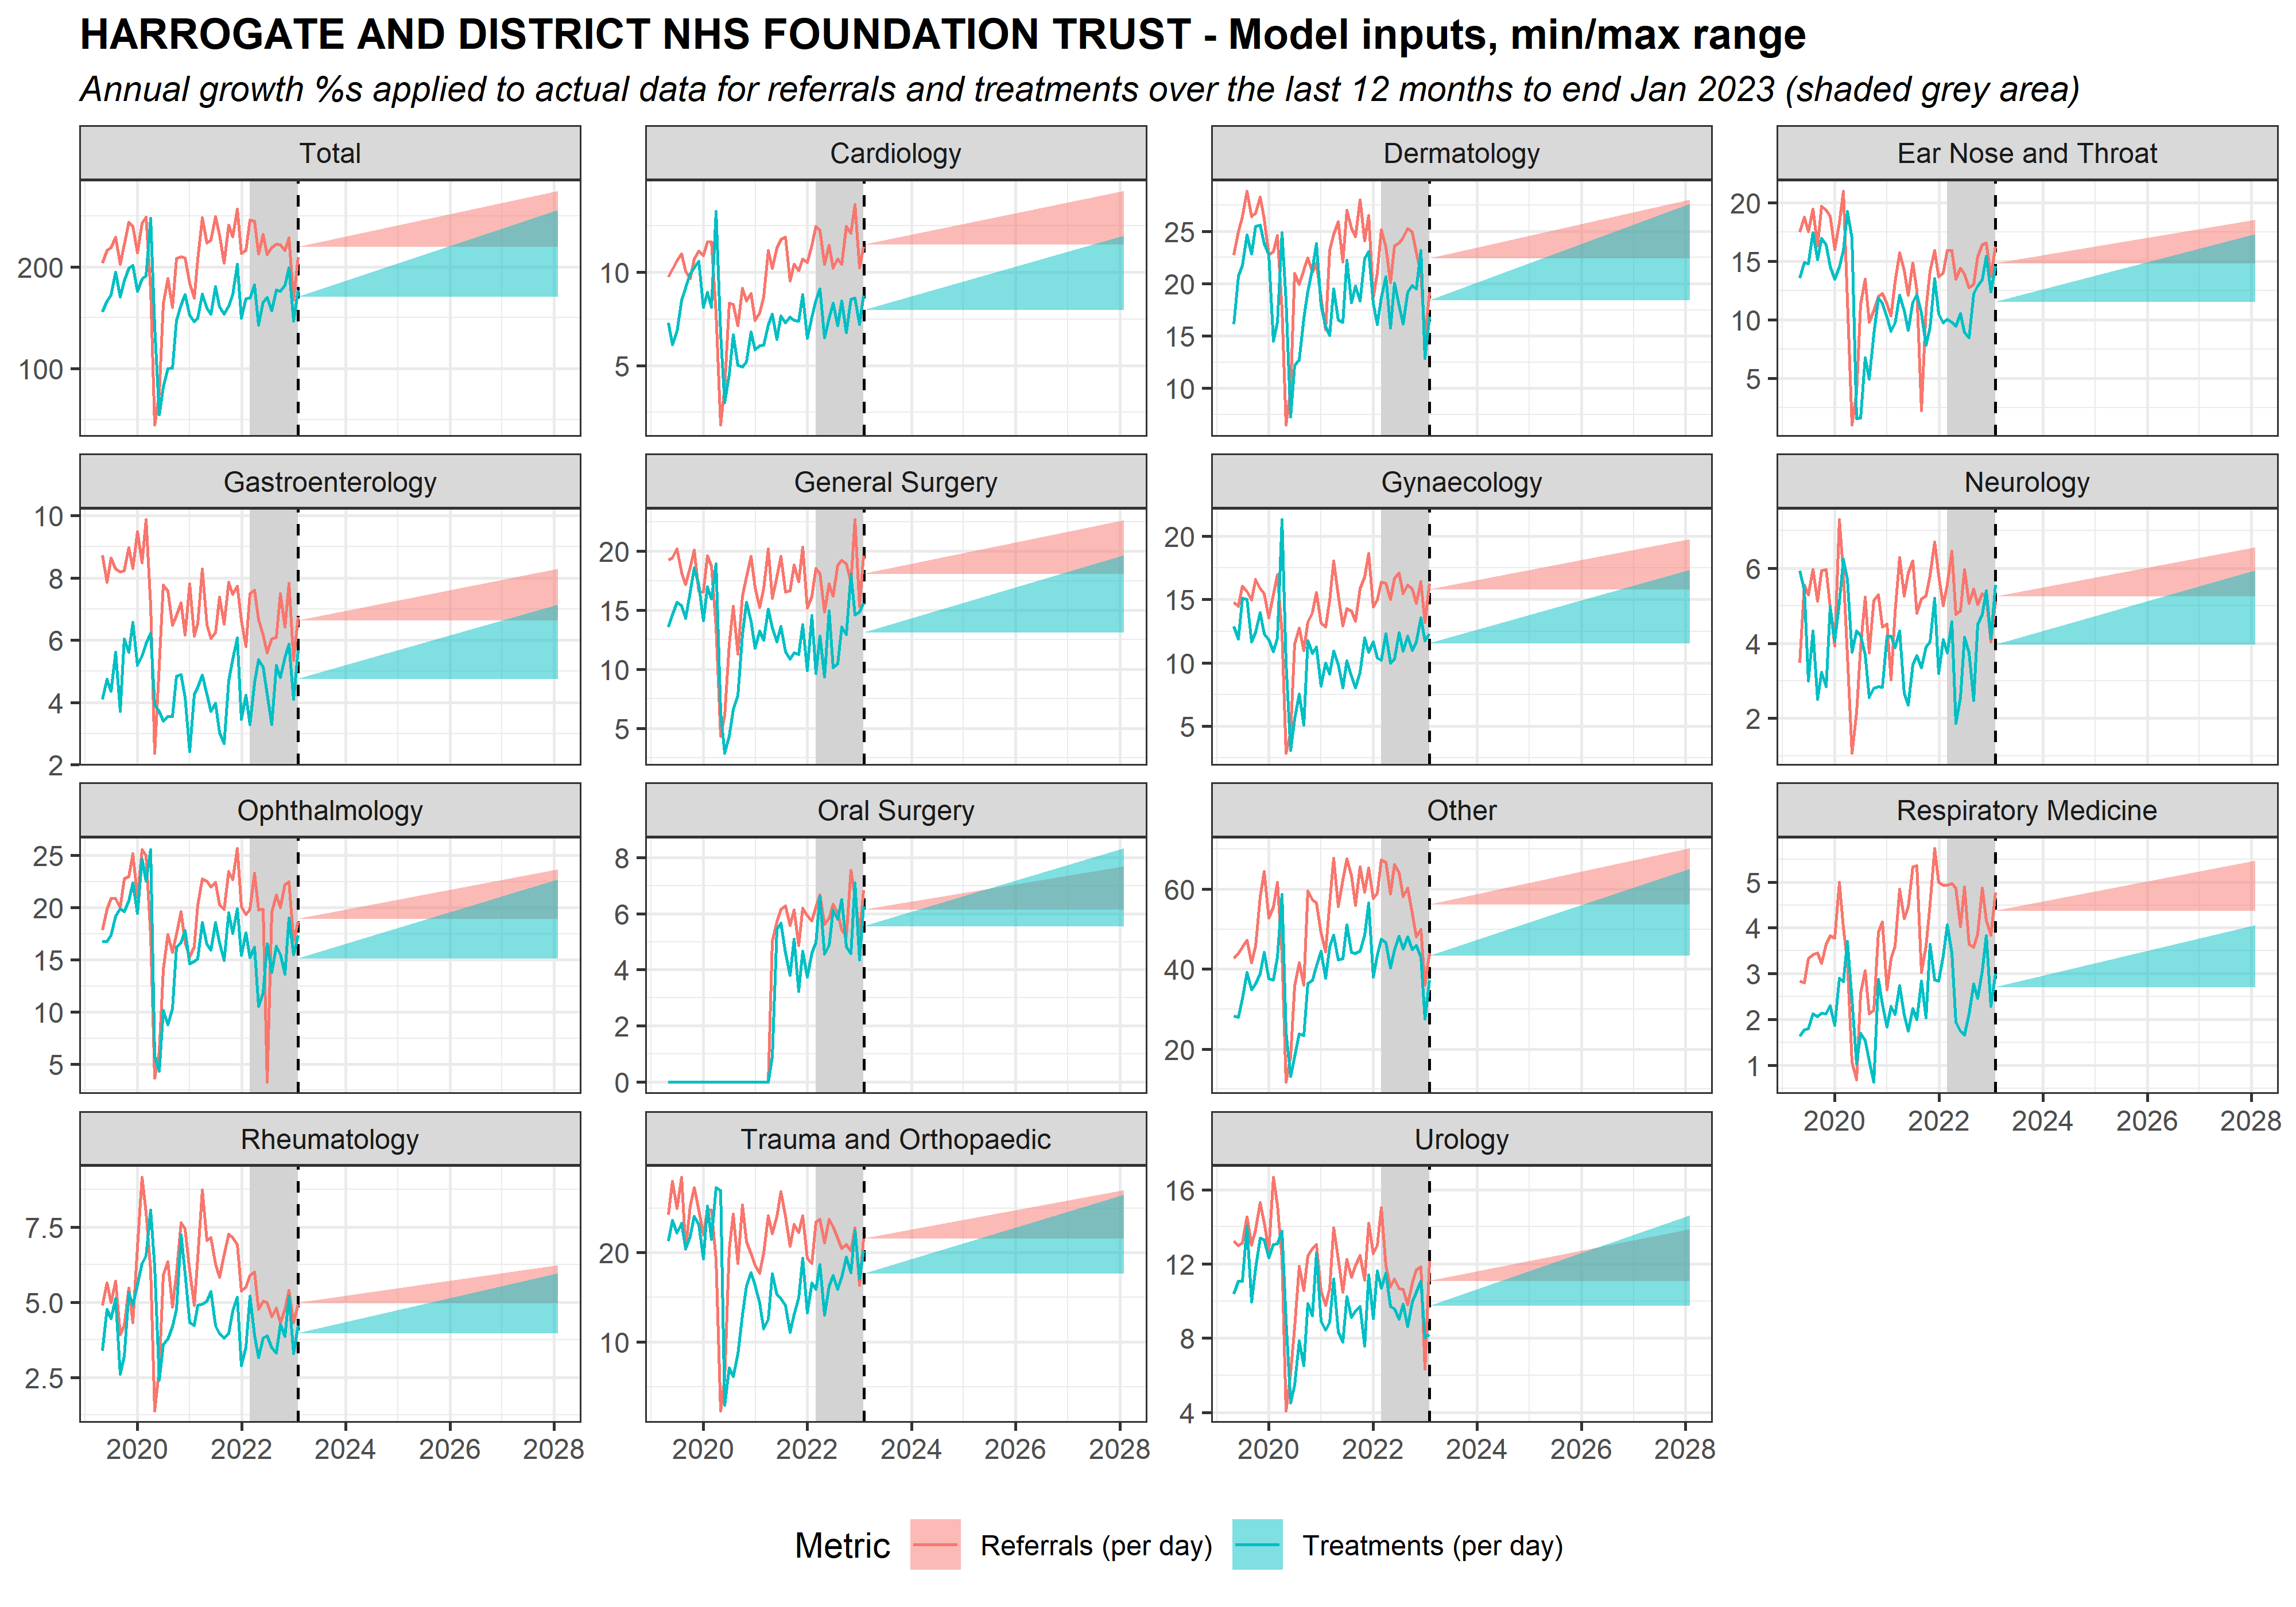 HARROGATE AND DISTRICT NHS FOUNDATION TRUST - Model inputs, min/max range
Annual growth %s applied to actual data for referrals and treatments over the last 12 months to end Jan 2023 (shaded grey area)
Total
Cardiology
Dermatology
Ear Nose and Throat
200
100
10
5
25
20
15
10
20
15
10
5
Gastroenterology
General Surgery
Gynaecology
Neurology
10
8
6
4
2
20
15
10
5
20
15
10
5
6
4
2
Ophthalmology
Oral Surgery
Other
Respiratory Medicine
25
20
15
10
5
8
6
4
2
0
60
40
20
5
4
3
2
1
2020 2022 2024 2026 2028
Rheumatology
Trauma and Orthopaedic
Urology
7.5
5.0
2.5
20
10
16
12
8
4
2020 2022 2024 2026 2028
2020 2022 2024 2026 2028
2020 2022 2024 2026 2028
Metric Referrals (per day) Treatments (per day)